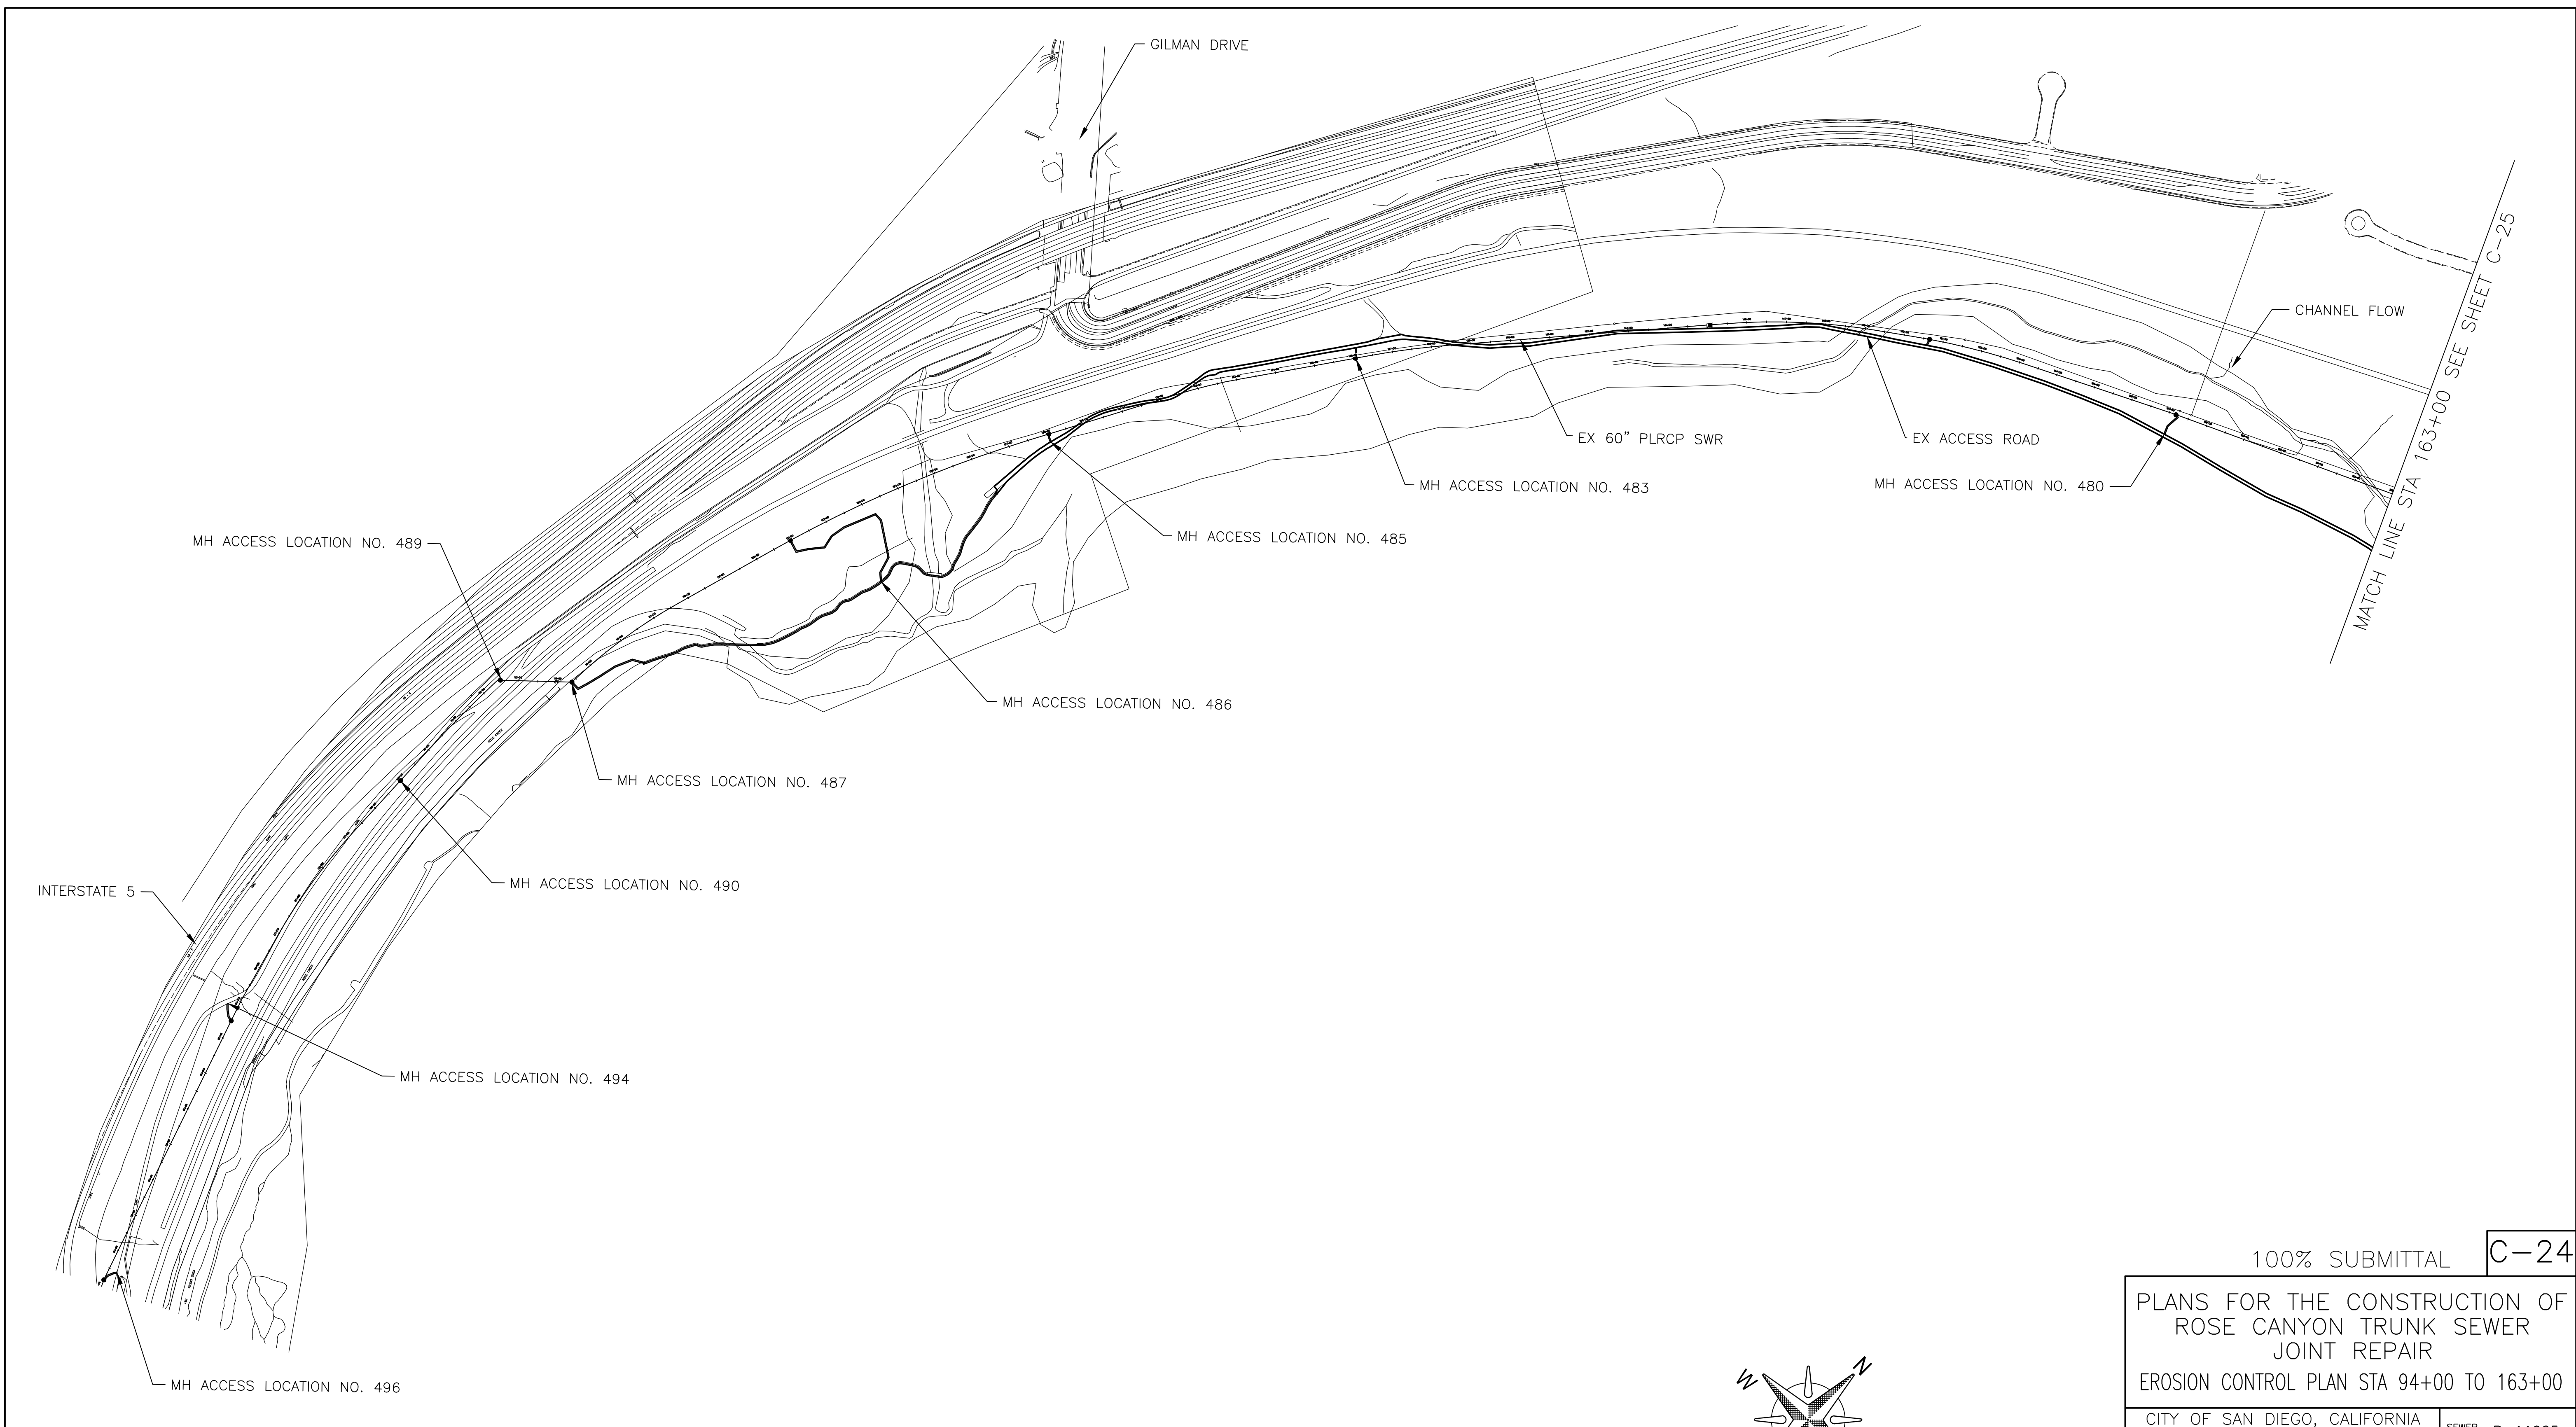 GILMAN DRIVE
CHANNEL FLOW
MATCH LINE STA 163+00 SEE SHEET C-25
EX 60" PLRCP SWR
EX ACCESS ROAD
MH ACCESS LOCATION NO. 483
MH ACCESS LOCATION NO. 480
MH ACCESS LOCATION NO. 485
MH ACCESS LOCATION NO. 489
MH ACCESS LOCATION NO. 486
MH ACCESS LOCATION NO. 487
MH ACCESS LOCATION NO. 490
INTERSTATE 5
MH ACCESS LOCATION NO. 494
MH ACCESS LOCATION NO. 496
W
N
100% SUBMITTAL
C-24
PLANS FOR THE CONSTRUCTION OF
ROSE CANYON TRUNK SEWER
JOINT REPAIR
EROSION CONTROL PLAN STA 94+00 TO 163+00
CITY OF SAN DIEGO, CALIFORNIA
SEWER